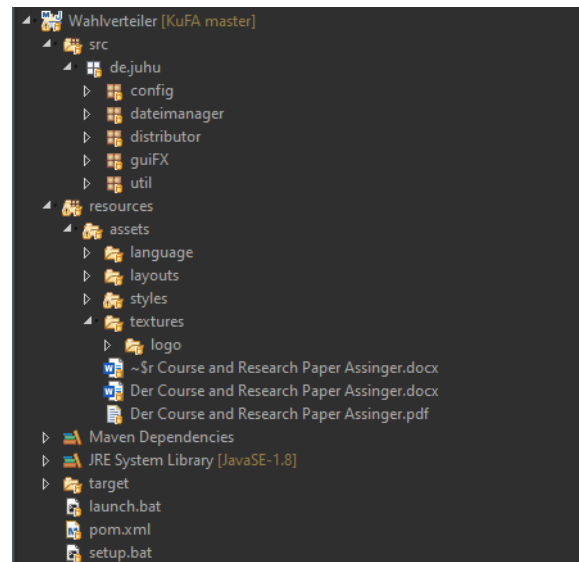 Wahlverteiler [KuFA master]
src
de.juhu
config
dateimanager
distributor
guiFX
util
resources
assets
language
layouts
styles
textures
logo
~$r Course and Research Paper Assinger.docx
Der Course and Research Paper Assinger.docx
Der Course and Research Paper Assinger.pdf
Maven Dependencies
JRE System Library [JavaSE-1.8]
target
launch.bat
pom.xml
setup.bat